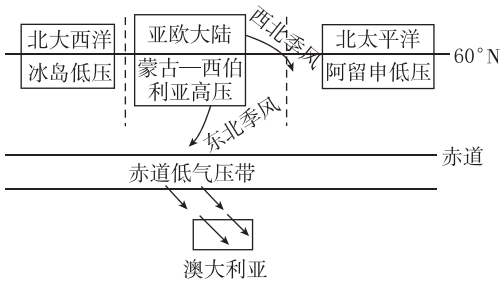 北大西洋
冰岛低压
亚欧大陆
蒙古—西伯
利亚高压
西北季风
北太平洋
阿留申低压
60°N
东北季风
赤道
赤道低气压带
澳大利亚